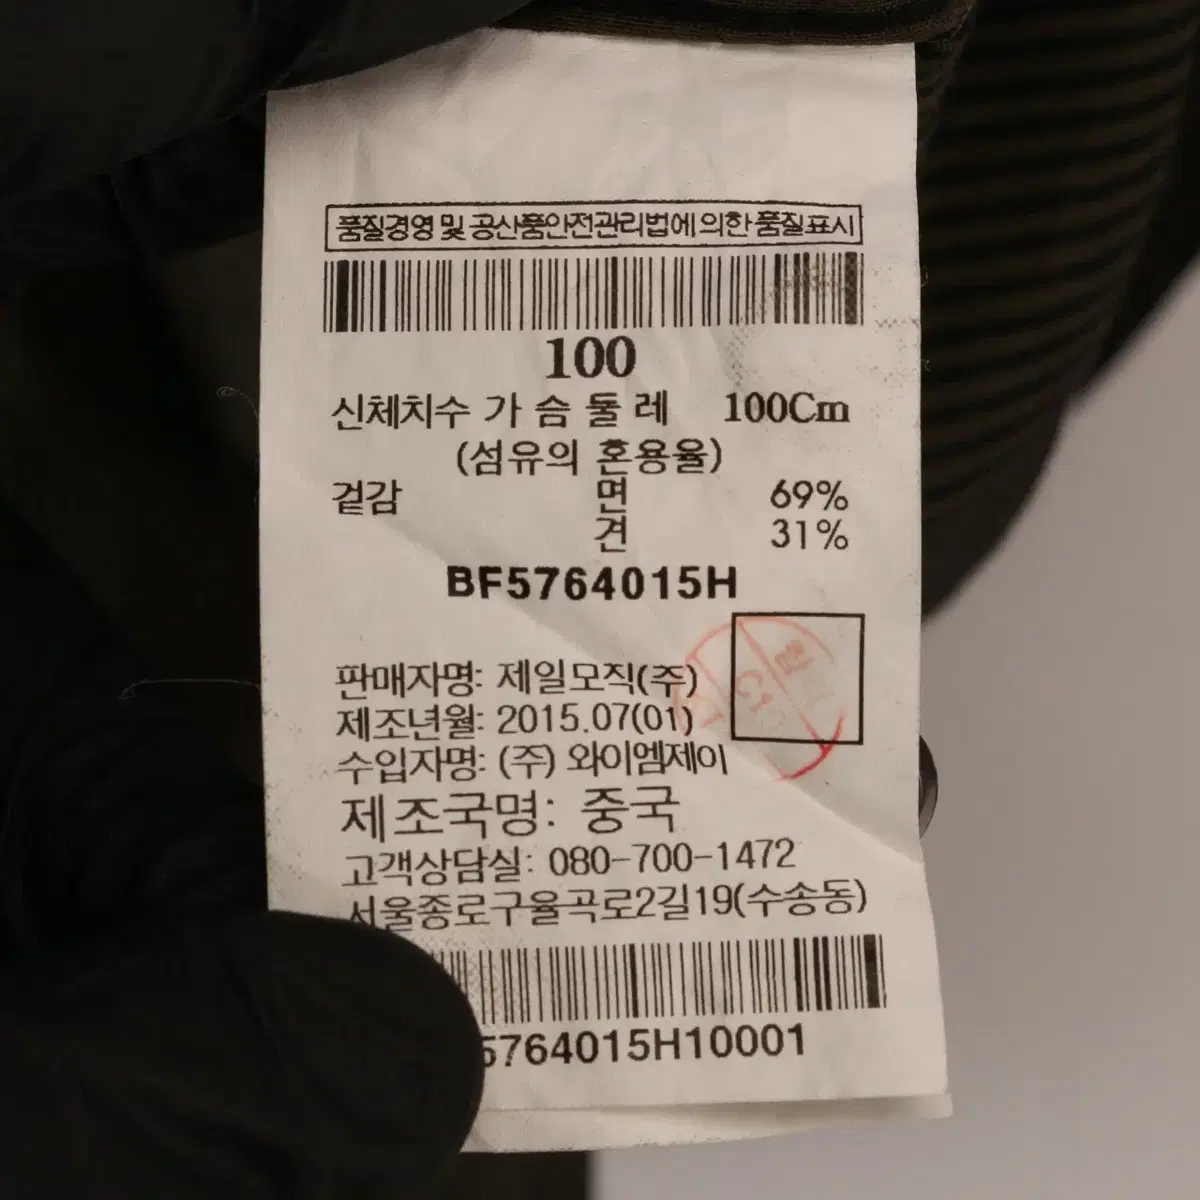 품질경영 및 공산품안전관리법에 의한 품질표시
100
신체치수 가 슴 둘 레 100Cm
(섬유의 혼용율)
겉감 면 69%
견 31%
BF5764015H
판매자명: 제일모직(주)
제조년월: 2015.07(01)
수입자명: (주) 와이엠제이
제조국명: 중국
고객상담실: 080-700-1472
서울종로구율곡로2길19(수송동)
5764015H10001